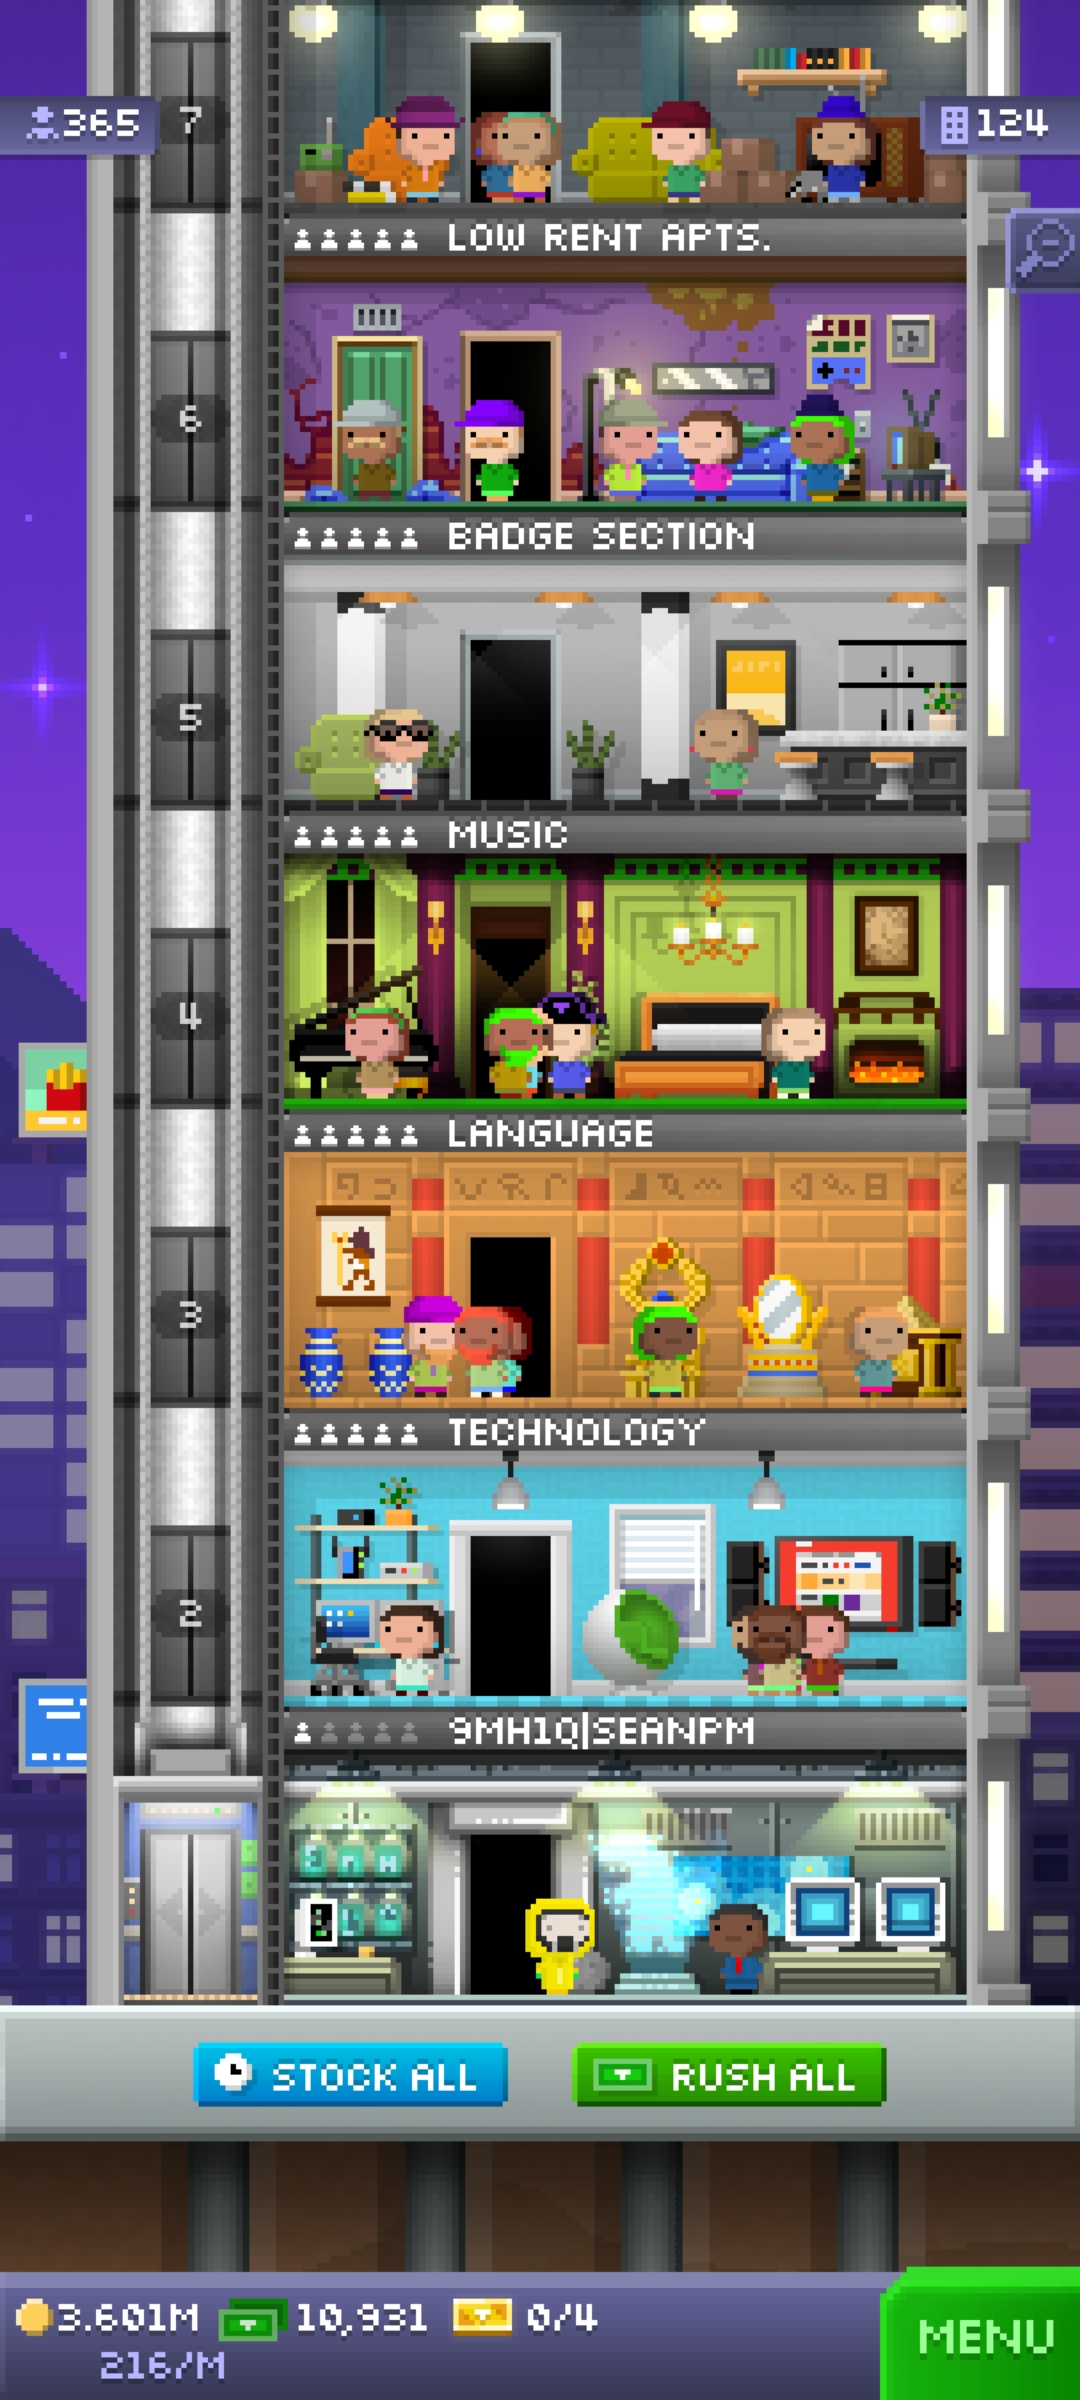 365
7
124
LOW RENT APTS.
6
BADGE SECTION
5
MUSIC
4
LANGUAGE
3
TECHNOLOGY
2
9MH1Q|SEANPM
STOCK ALL
RUSH ALL
3.601M
10,931
0/4
216/M
MENU